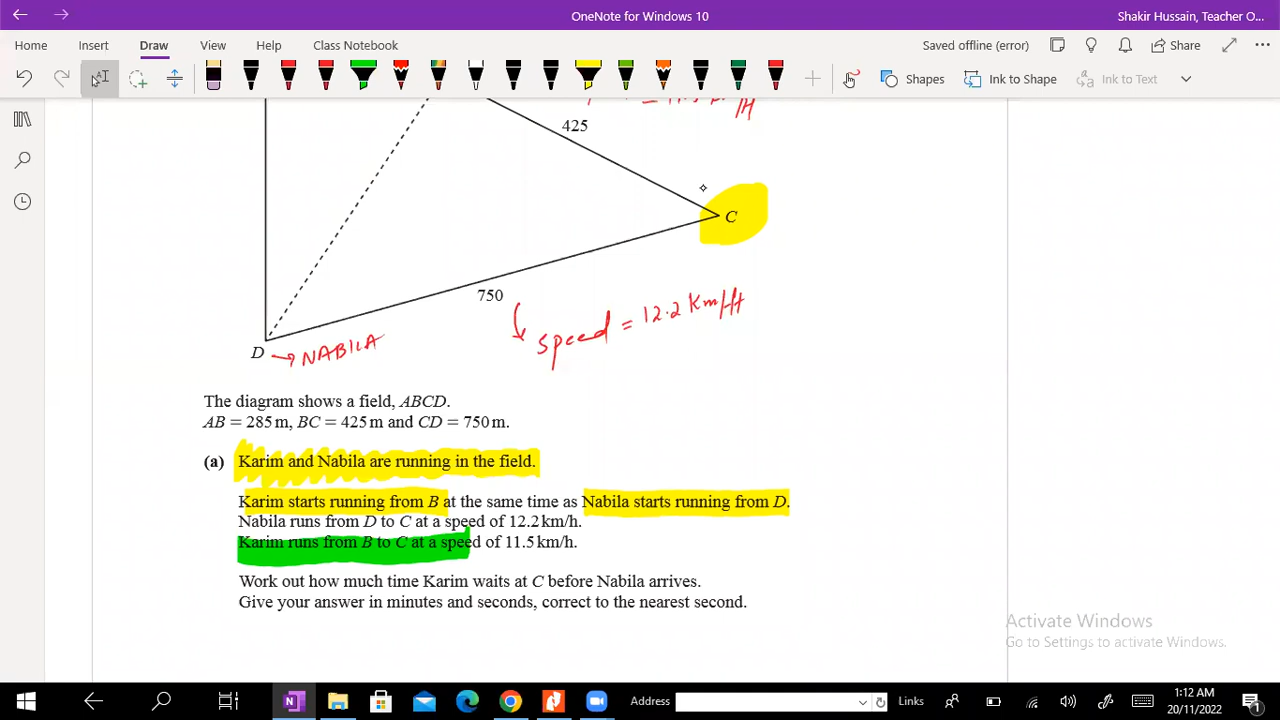 OneNote for Windows 10
Shakir Hussain, Teacher O...
Home Insert Draw View Help Class Notebook
Saved offline (error)
Share
Shapes
Ink to Shape
Ink to Text
425
C
750
speed = 12.2 Km/H
D
NABILA
The diagram shows a field, ABCD.
AB = 285 m, BC = 425 m and CD = 750 m.
(a) Karim and Nabila are running in the field.
Karim starts running from B at the same time as Nabila starts running from D.
Nabila runs from D to C at a speed of 12.2 km/h.
Karim runs from B to C at a speed of 11.5 km/h.
Work out how much time Karim waits at C before Nabila arrives.
Give your answer in minutes and seconds, correct to the nearest second.
Activate Windows
Go to Settings to activate Windows.
Address
Links
1:12 AM
20/11/2022